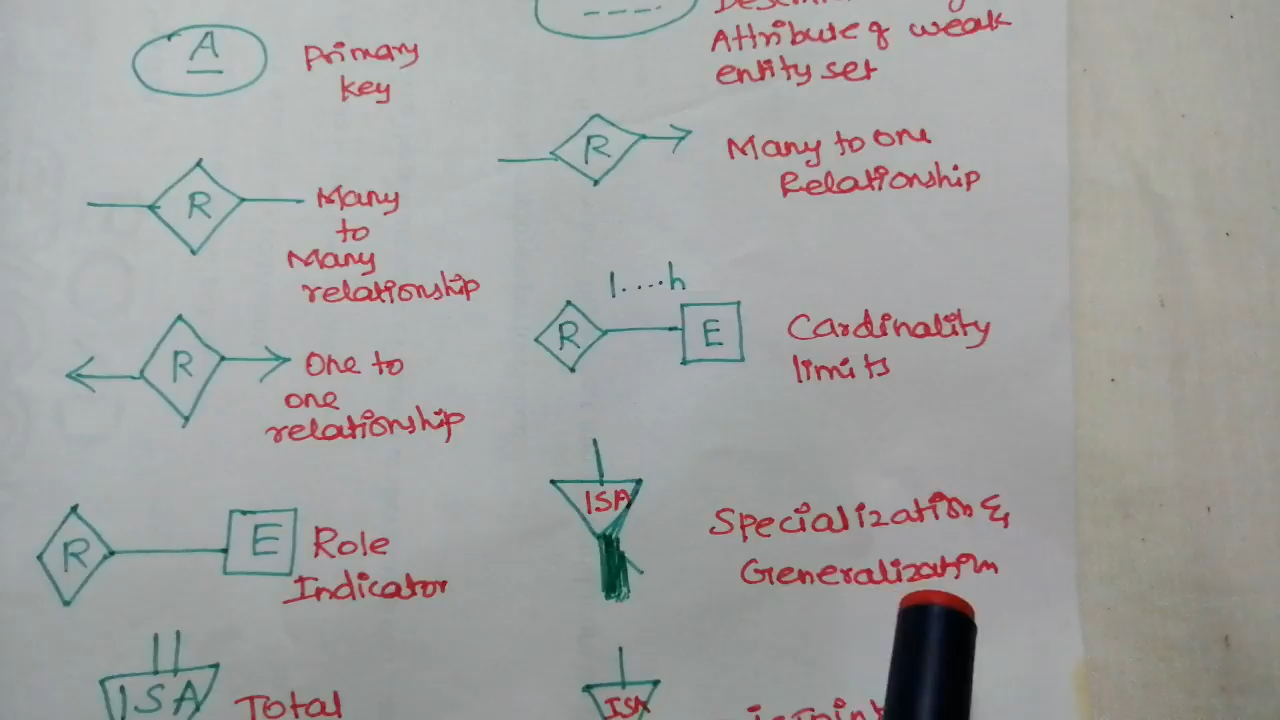 A
Primary
key
Attribute of weak
entity set
R
Many
to
Many
relationship
R
Many to one
Relationship
R
One to
one
relationship
1....h
R
E
Cardinality
limits
R
E
Role
Indicator
ISA
Specialization &
Generalization
ISA
Total
ISA